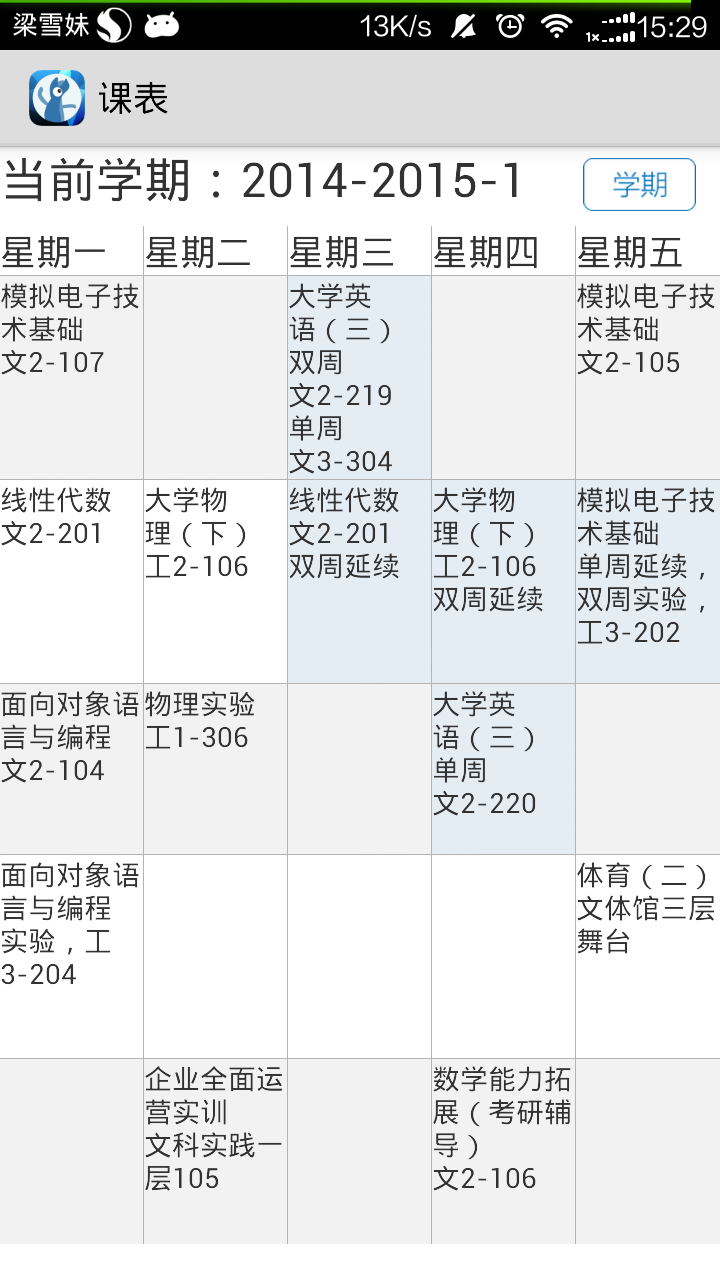 梁雪妹 13K/s 1× 15:29
课表
当前学期：2014-2015-1 学期
星期一 星期二 星期三 星期四 星期五
模拟电子技
术基础
文2-107
大学英
语（三）
双周
文2-219
单周
文3-304
模拟电子技
术基础
文2-105
线性代数
文2-201
大学物
理（下）
工2-106
线性代数
文2-201
双周延续
大学物
理（下）
工2-106
双周延续
模拟电子技
术基础
单周延续，
双周实验，
工3-202
面向对象语
言与编程
文2-104
物理实验
工1-306
大学英
语（三）
单周
文2-220
面向对象语
言与编程
实验，工
3-204
体育（二）
文体馆三层
舞台
企业全面运
营实训
文科实践一
层105
数学能力拓
展（考研辅
导）
文2-106